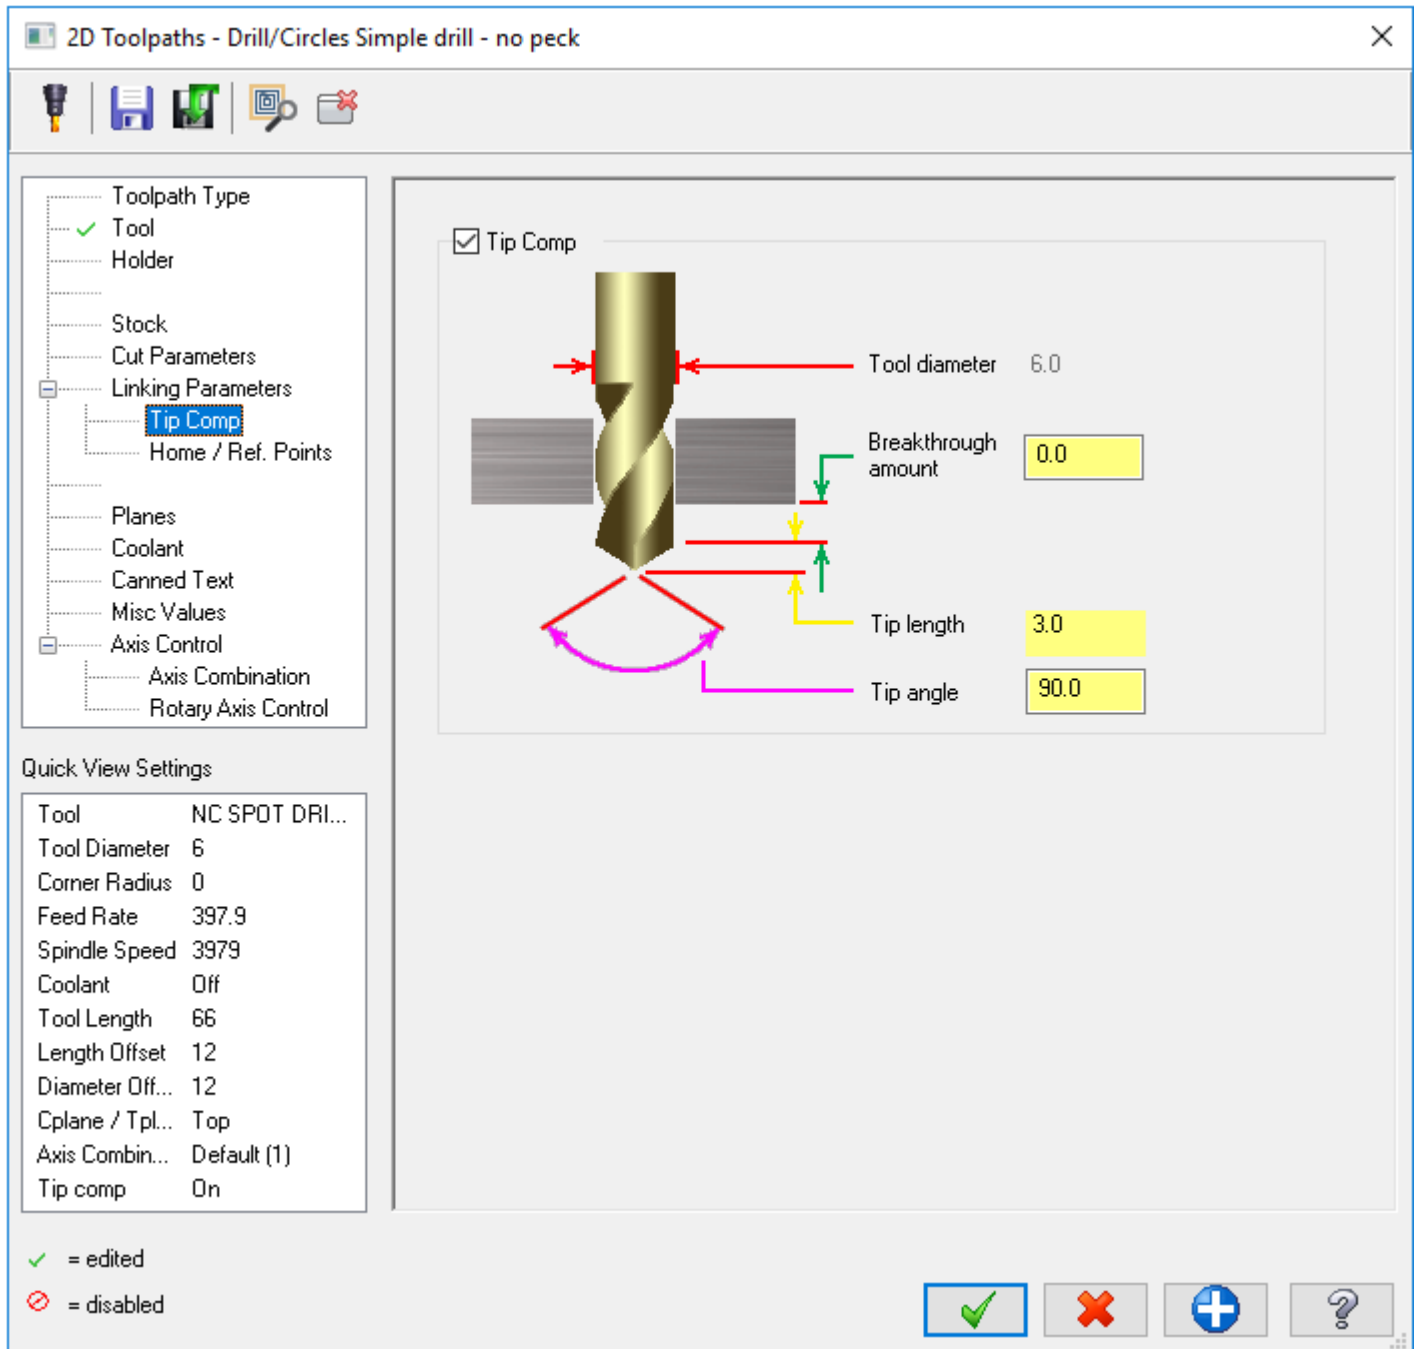 2D Toolpaths - Drill/Circles Simple drill - no peck
Toolpath Type
Tool
Holder
Stock
Cut Parameters
Linking Parameters
Tip Comp
Home / Ref. Points
Planes
Coolant
Canned Text
Misc Values
Axis Control
Axis Combination
Rotary Axis Control
Quick View Settings
Tool NC SPOT DRI...
Tool Diameter 6
Corner Radius 0
Feed Rate 397.9
Spindle Speed 3979
Coolant Off
Tool Length 66
Length Offset 12
Diameter Off... 12
Cplane / Tpl... Top
Axis Combin... Default (1)
Tip comp On
= edited
= disabled
Tip Comp
Tool diameter 6.0
Breakthrough
amount 0.0
Tip length 3.0
Tip angle 90.0